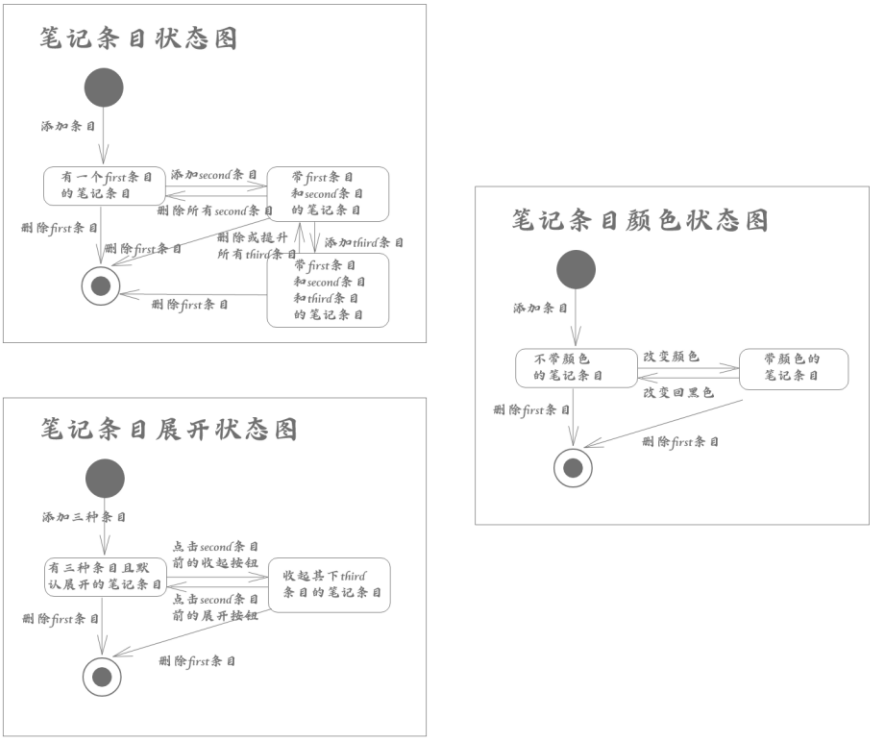 笔记条目状态图
添加条目
有一个first条目
的笔记条目
添加second条目
删除所有second条目
带first条目
和second条目
的笔记条目
删除first条目
删除first条目
删除或提升
所有third条目
添加third条目
带first条目
和second条目
和third条目
的笔记条目
删除first条目
笔记条目颜色状态图
添加条目
不带颜色
的笔记条目
改变颜色
改变回黑色
带颜色的
笔记条目
删除first条目
删除first条目
笔记条目展开状态图
添加三种条目
有三种条目且默
认展开的笔记条目
点击second条目
前的收起按钮
点击second条目
前的展开按钮
收起其下third
条目的笔记条目
删除first条目
删除first条目